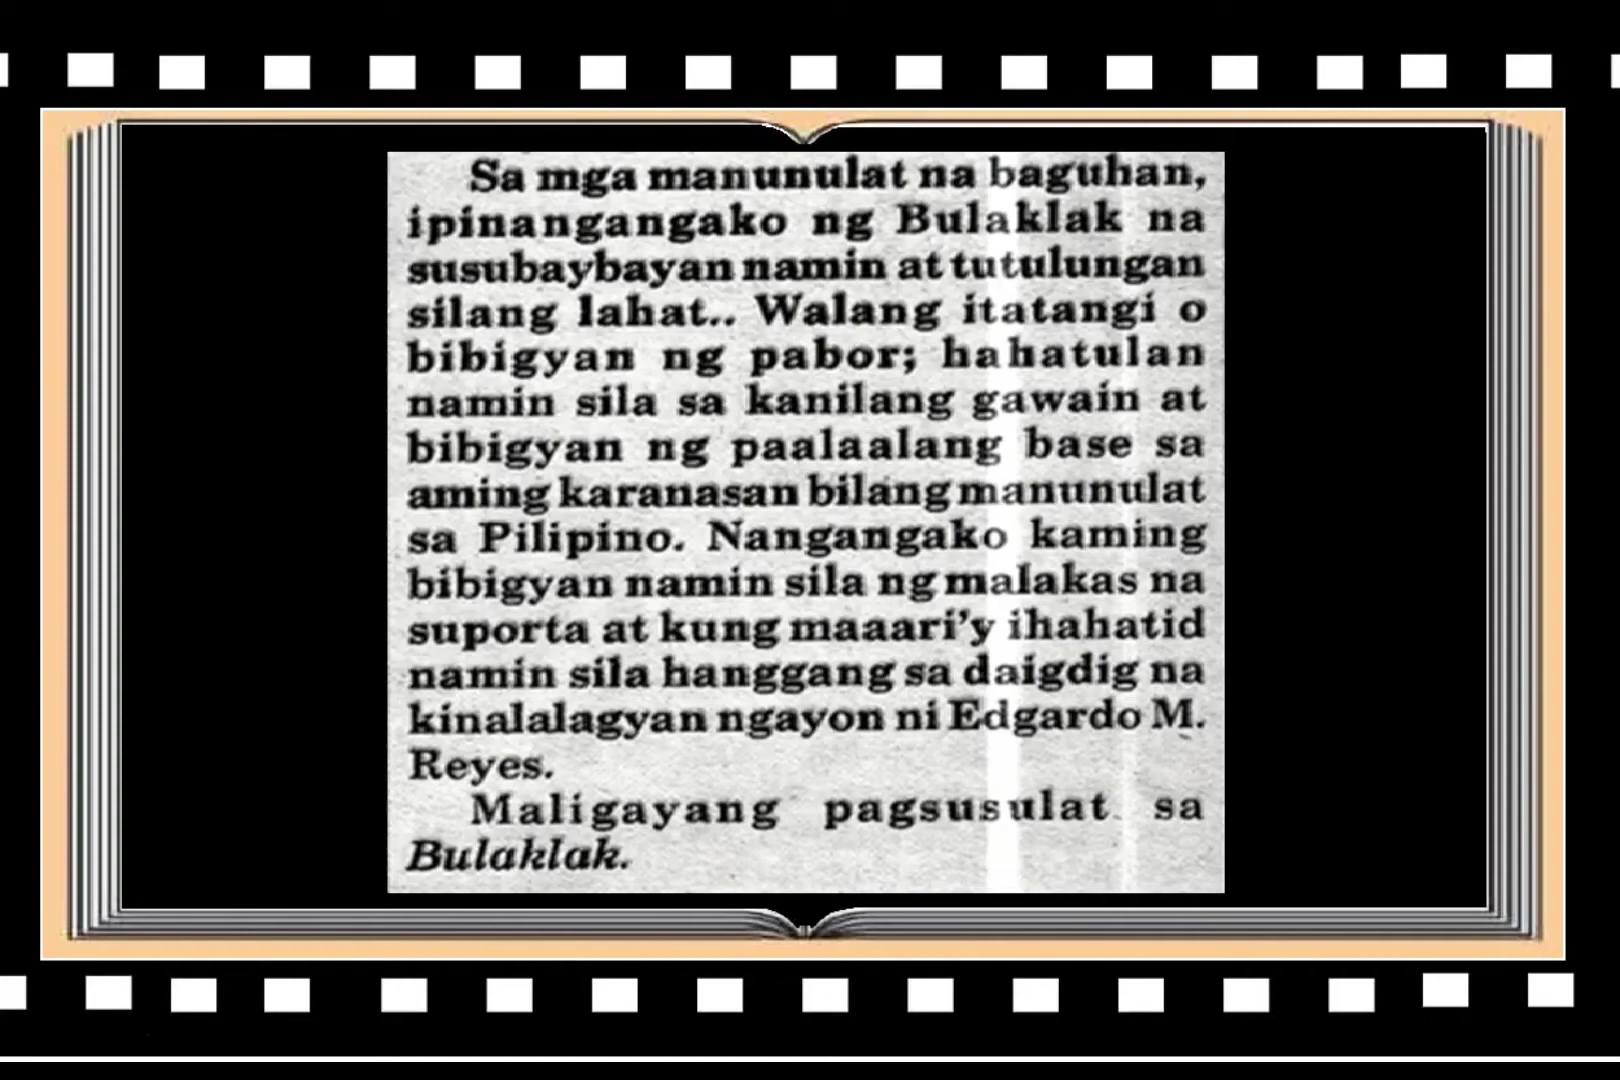 Sa mga manunulat na baguhan,
ipinangangako ng Bulaklak na
susubaybayan namin at tutulungan
silang lahat.. Walang itatangi o
bibigyan ng pabor; hahatulan
namin sila sa kanilang gawain at
bibigyan ng paalaalang base sa
aming karanasan bilang manunulat
sa Pilipino. Nangangako kaming
bibigyan namin sila ng malakas na
suporta at kung maaari'y ihahatid
namin sila hanggang sa daigdig na
kinalalagyan ngayon ni Edgardo M.
Reyes.
Maligayang pagsusulat sa
Bulaklak.